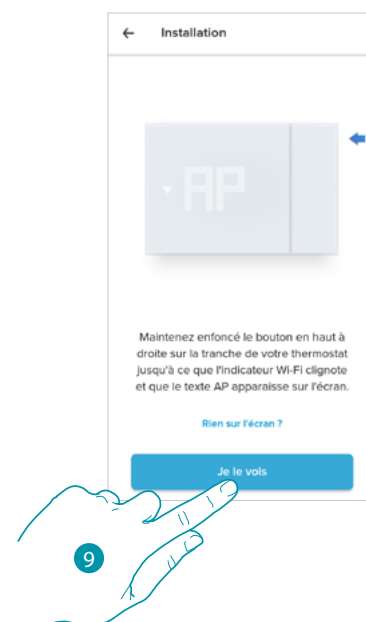 Installation
AP
Maintenez enfoncé le bouton en haut à
droite sur la tranche de votre thermostat
jusqu'à ce que l'indicateur Wi-Fi clignote
et que le texte AP apparaisse sur l'écran.
Rien sur l'écran ?
Je le vois
9